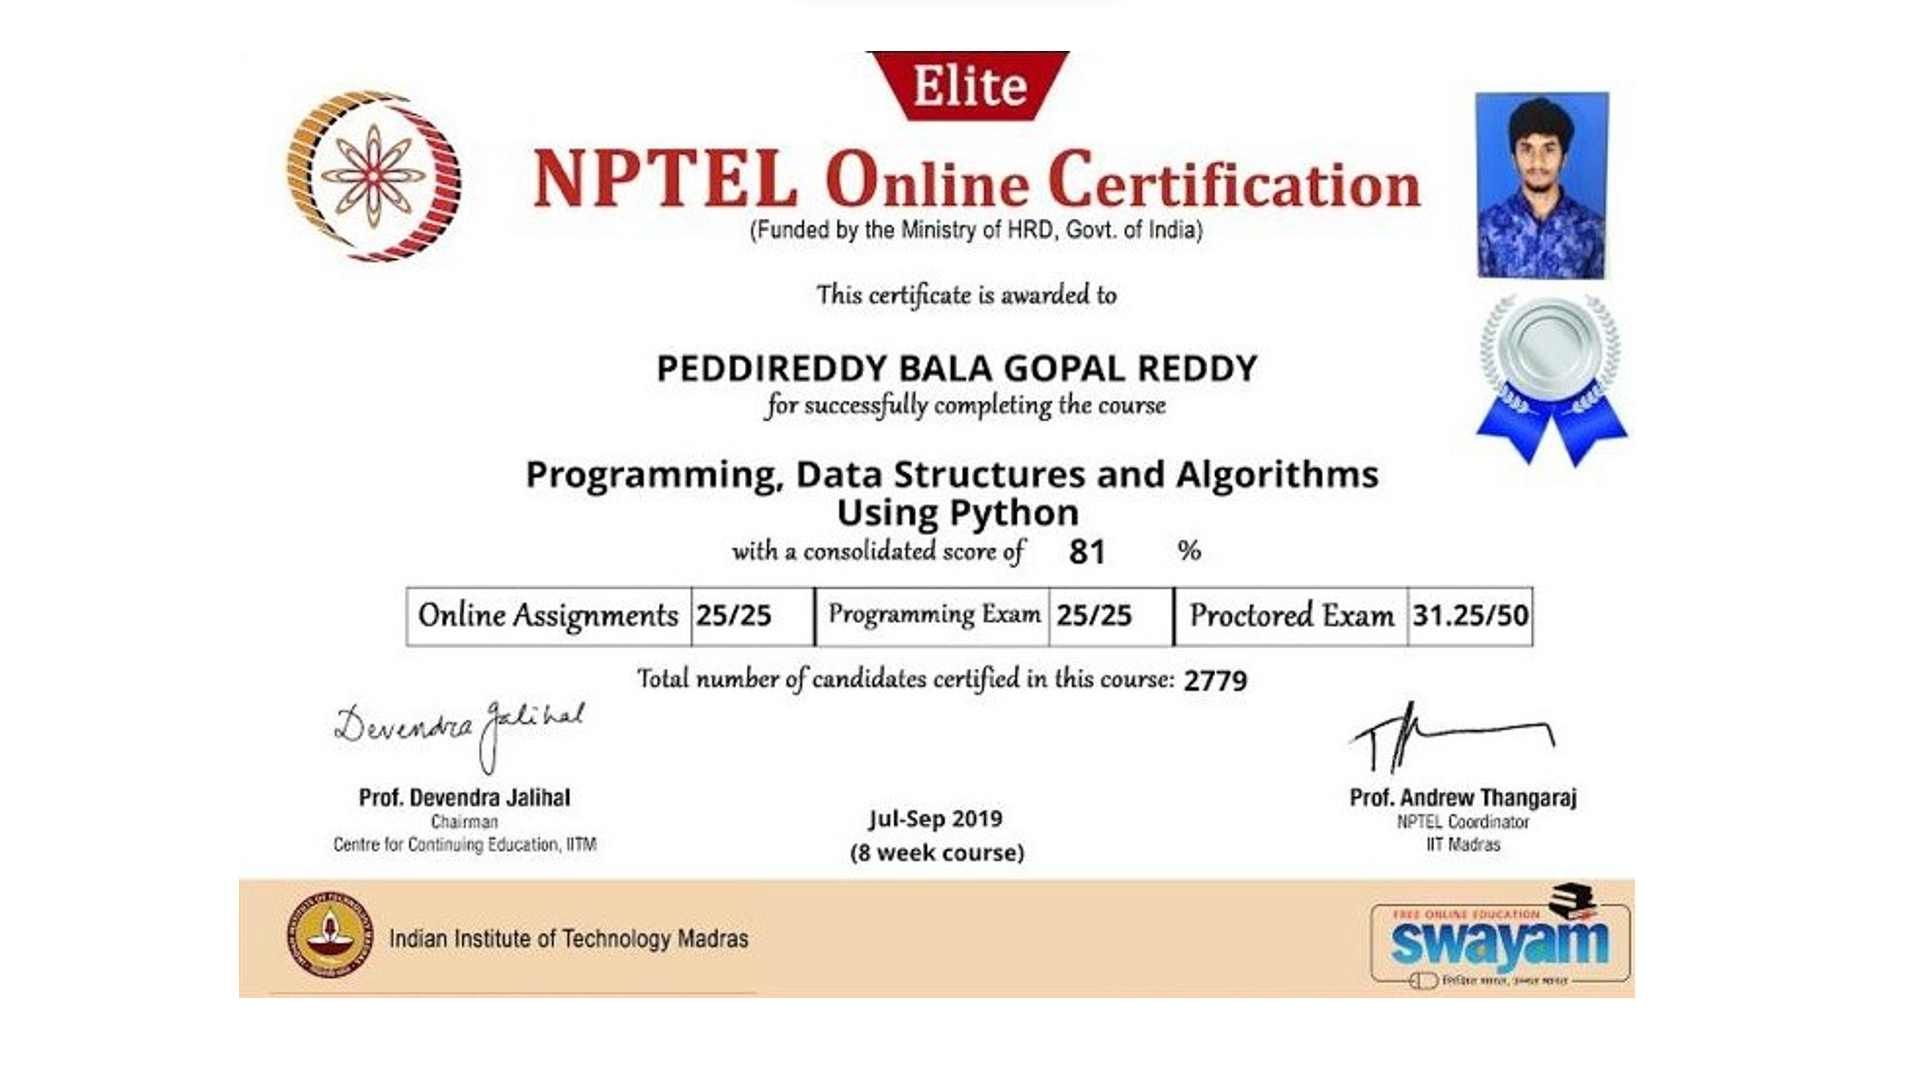 Elite
NPTEL Online Certification
(Funded by the Ministry of HRD, Govt. of India)
This certificate is awarded to
PEDDIREDDY BALA GOPAL REDDY
for successfully completing the course
Programming, Data Structures and Algorithms
Using Python
with a consolidated score of 81 %
Online Assignments 25/25 Programming Exam 25/25 Proctored Exam 31.25/50
Total number of candidates certified in this course: 2779
Devendra Jalihal
Prof. Devendra Jalihal
Chairman
Centre for Continuing Education, IITM
Jul-Sep 2019
(8 week course)
Prof. Andrew Thangaraj
NPTEL Coordinator
IIT Madras
Indian Institute of Technology Madras
FREE ONLINE EDUCATION
swayam
शिक्षित भारत, उन्नत भारत